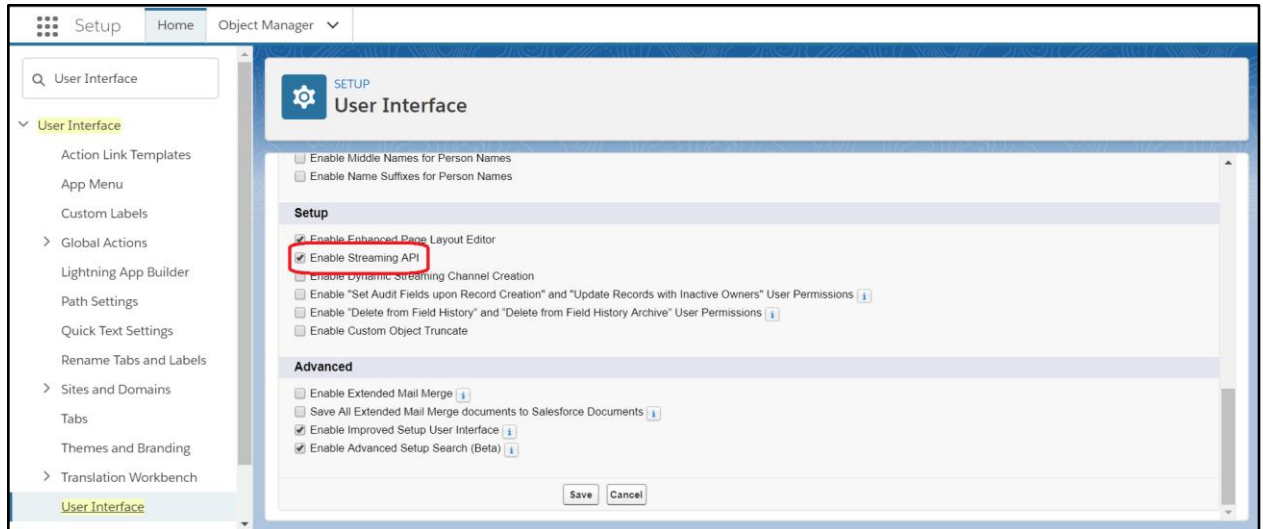 Setup Home Object Manager
User Interface
User Interface
Action Link Templates
App Menu
Custom Labels
Global Actions
Lightning App Builder
Path Settings
Quick Text Settings
Rename Tabs and Labels
Sites and Domains
Tabs
Themes and Branding
Translation Workbench
User Interface
SETUP
User Interface
Enable Middle Names for Person Names
Enable Name Suffixes for Person Names
Setup
Enable Enhanced Page Layout Editor
Enable Streaming API
Enable Dynamic Streaming Channel Creation
Enable "Set Audit Fields upon Record Creation" and "Update Records with Inactive Owners" User Permissions i
Enable "Delete from Field History" and "Delete from Field History Archive" User Permissions i
Enable Custom Object Truncate
Advanced
Enable Extended Mail Merge i
Save All Extended Mail Merge documents to Salesforce Documents i
Enable Improved Setup User Interface i
Enable Advanced Setup Search (Beta) i
Save Cancel